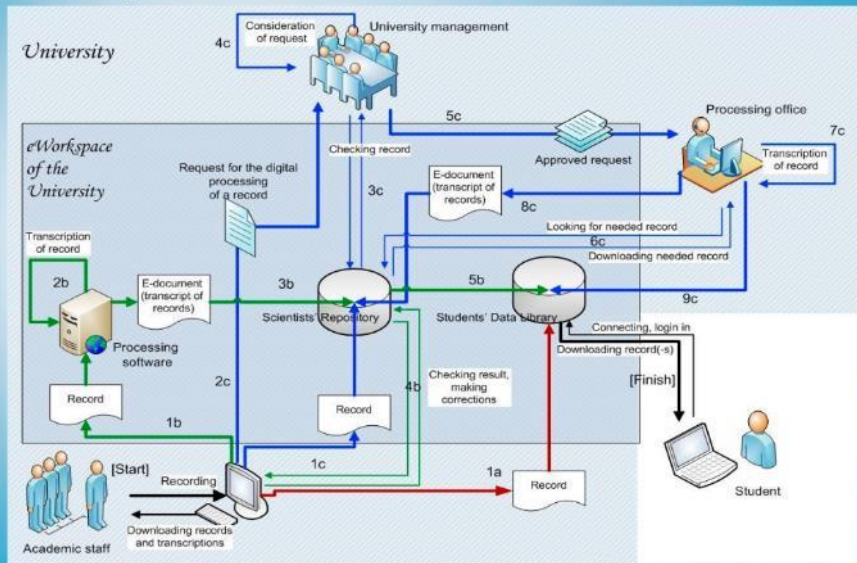 4c
Consideration
of request
University management
University
5c
Processing office
7c
eWorkspace
of the
University
Request for the digital
processing
of a record
Checking record
3c
Approved request
Transcription
of record
E-document
(transcript of
records)
8c
Looking for needed record
6c
Downloading needed record
Transcription
of record
2b
E-document
(transcript of
records)
3b
5b
9c
Scientists' Repository
Students' Data Library
Processing
software
Connecting, login in
Downloading record(-s)
[Finish]
2c
4b
Checking result,
making
corrections
Record
Record
1b
1c
1a
[Start]
Recording
Record
Student
Downloading records
and transcriptions
Academic staff